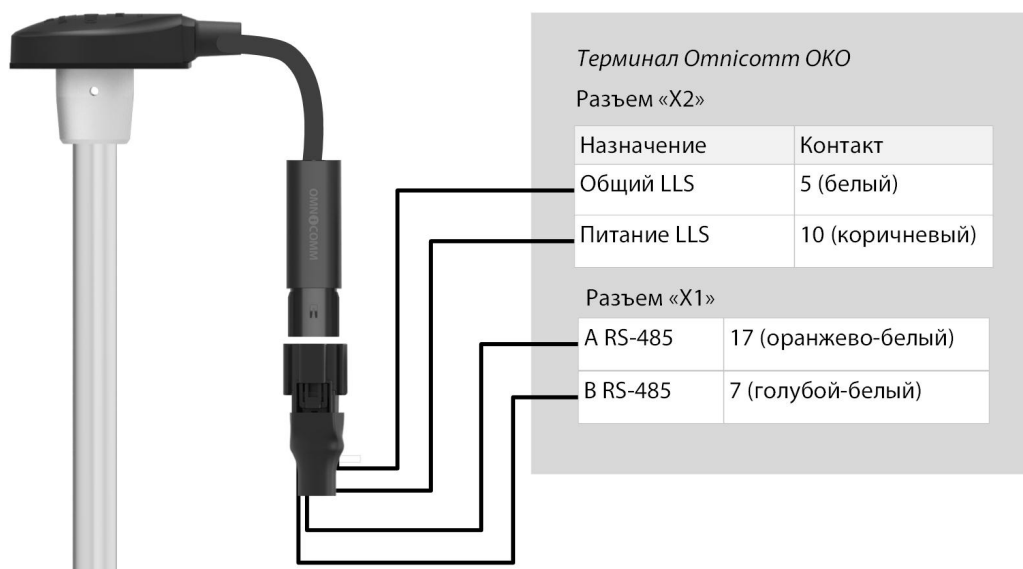 Терминал Omnicomm OKO
Разъем «X2»
Назначение Контакт
Общий LLS 5 (белый)
Питание LLS 10 (коричневый)
Разъем «X1»
A RS-485 17 (оранжево-белый)
B RS-485 7 (голубой-белый)
OMNICOMM